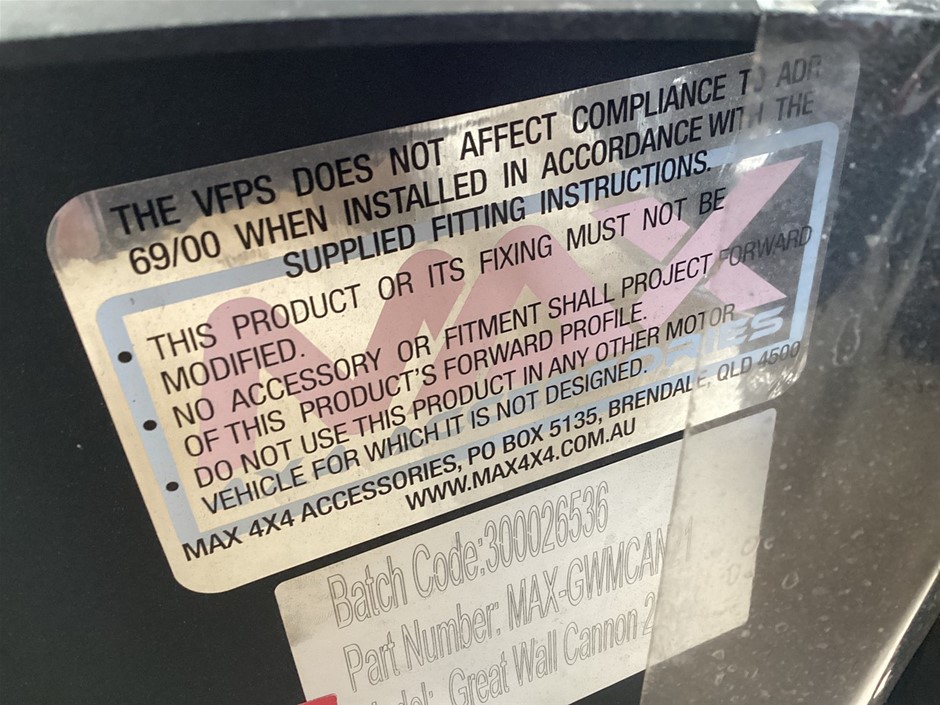 THE VFPS DOES NOT AFFECT COMPLIANCE TO ADR
69/00 WHEN INSTALLED IN ACCORDANCE WITH THE
SUPPLIED FITTING INSTRUCTIONS.
MAX
• THIS PRODUCT OR ITS FIXING MUST NOT BE
MODIFIED.
• NO ACCESSORY OR FITMENT SHALL PROJECT FORWARD
OF THIS PRODUCT'S FORWARD PROFILE.
• DO NOT USE THIS PRODUCT IN ANY OTHER MOTOR
VEHICLE FOR WHICH IT IS NOT DESIGNED.
MAX 4X4 ACCESSORIES, PO BOX 5135, BRENDALE, QLD 4500
WWW.MAX4X4.COM.AU
Batch Code:300026536
Part Number: MAX-GWMCAN21
Great Wall Cannon